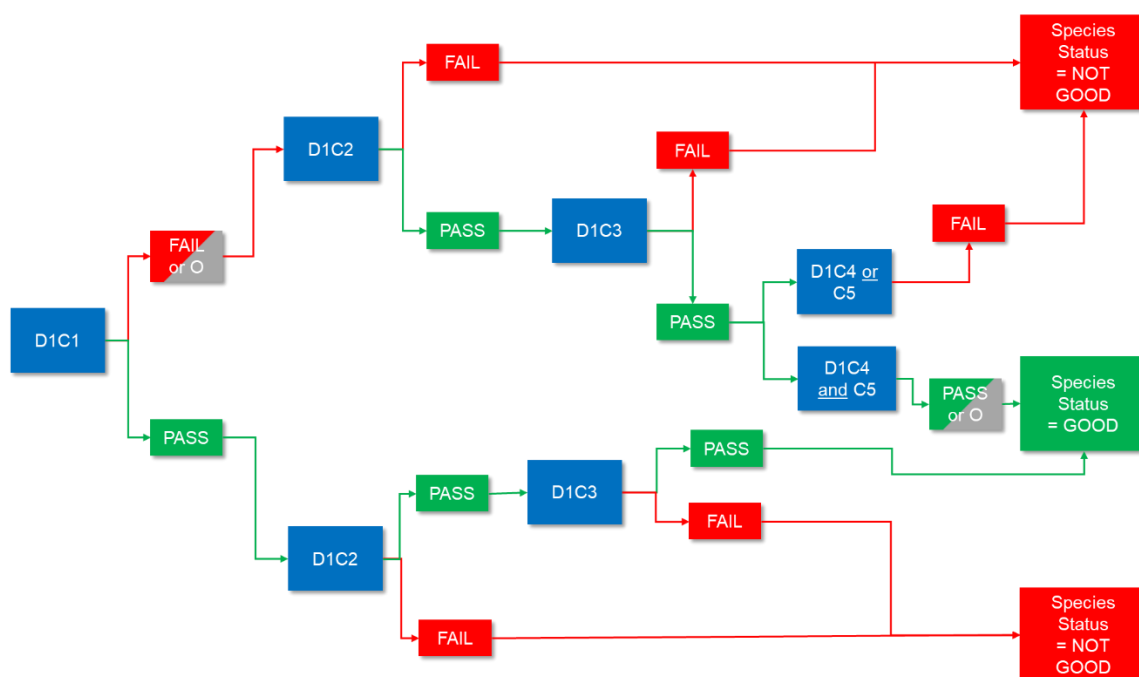 Species
Status
= NOT
GOOD
FAIL
D1C2
FAIL
PASS
D1C3
FAIL
FAIL
or O
D1C4 or
C5
PASS
D1C1
D1C4
and C5
PASS
or O
Species
Status
= GOOD
PASS
PASS
PASS
D1C3
FAIL
D1C2
FAIL
Species
Status
= NOT
GOOD